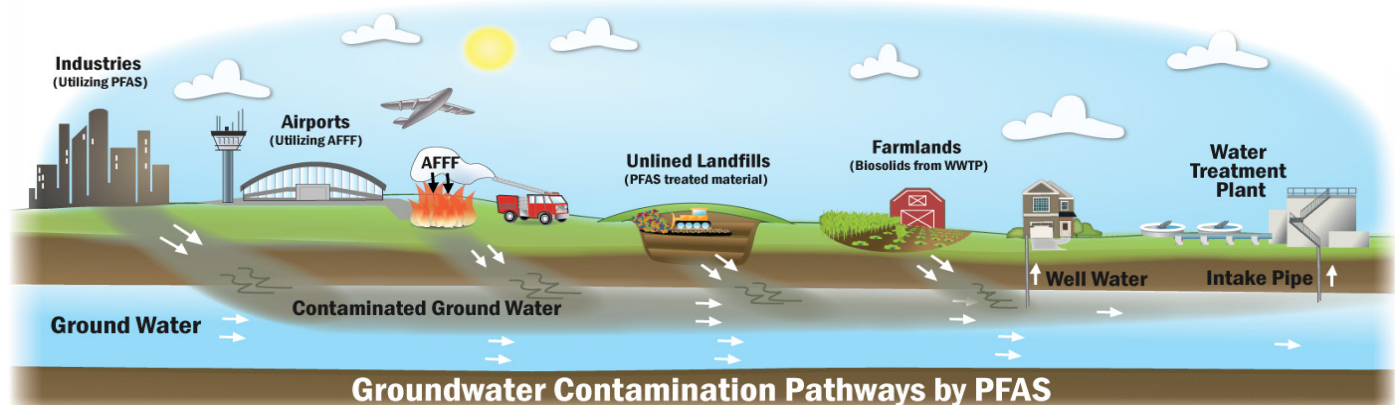 Industries
(Utilizing PFAS)
Airports
(Utilizing AFFF)
AFFF
Unlined Landfills
(PFAS treated material)
Farmlands
(Biosolids from WWTP)
Water
Treatment
Plant
Well Water
Intake Pipe
Contaminated Ground Water
Ground Water
Groundwater Contamination Pathways by PFAS